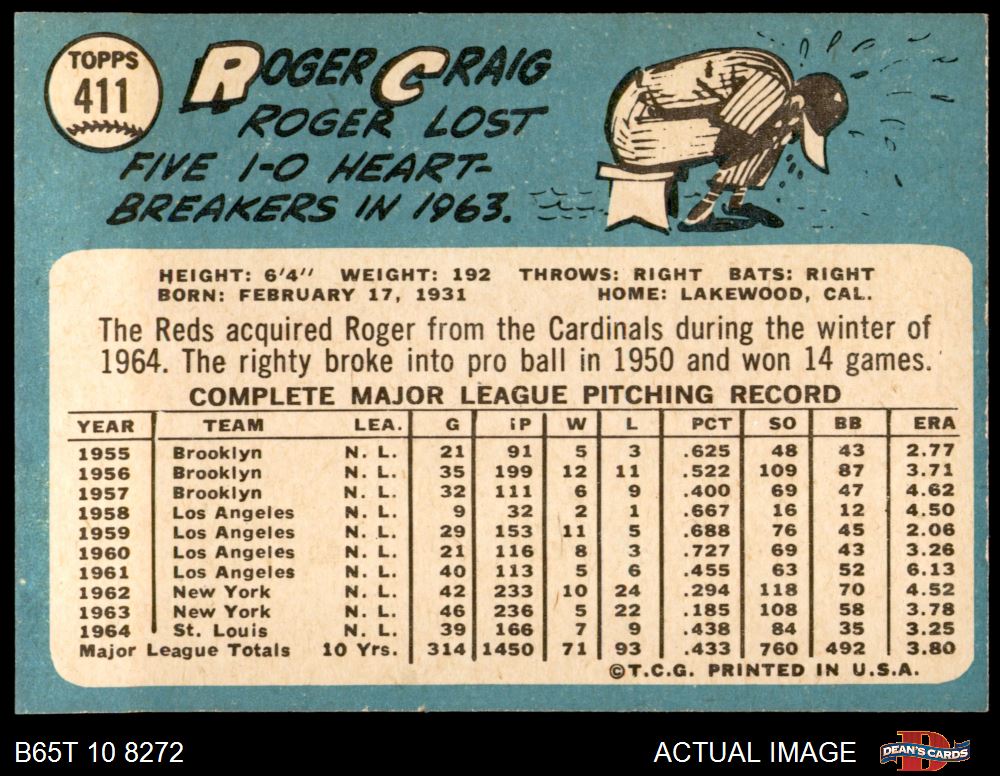 TOPPS
411
ROGER CRAIG
ROGER LOST
FIVE 1-0 HEART-
BREAKERS IN 1963.
HEIGHT: 6'4" WEIGHT: 192 THROWS: RIGHT BATS: RIGHT
BORN: FEBRUARY 17, 1931 HOME: LAKEWOOD, CAL.
The Reds acquired Roger from the Cardinals during the winter of
1964. The righty broke into pro ball in 1950 and won 14 games.
COMPLETE MAJOR LEAGUE PITCHING RECORD
YEAR TEAM LEA. G IP W L PCT SO BB ERA
1955 Brooklyn N. L. 21 91 5 3 .625 48 43 2.77
1956 Brooklyn N. L. 35 199 12 11 .522 109 87 3.71
1957 Brooklyn N. L. 32 111 6 9 .400 69 47 4.62
1958 Los Angeles N. L. 9 32 2 1 .667 16 12 4.50
1959 Los Angeles N. L. 29 153 11 5 .688 76 45 2.06
1960 Los Angeles N. L. 21 116 8 3 .727 69 43 3.26
1961 Los Angeles N. L. 40 113 5 6 .455 63 52 6.13
1962 New York N. L. 42 233 10 24 .294 118 70 4.52
1963 New York N. L. 46 236 5 22 .185 108 58 3.78
1964 St. Louis N. L. 39 166 7 9 .438 84 35 3.25
Major League Totals 10 Yrs. 314 1450 71 93 .433 760 492 3.80
©T.C.G. PRINTED IN U.S.A.
B65T 10 8272 ACTUAL IMAGE D DEAN'S CARDS